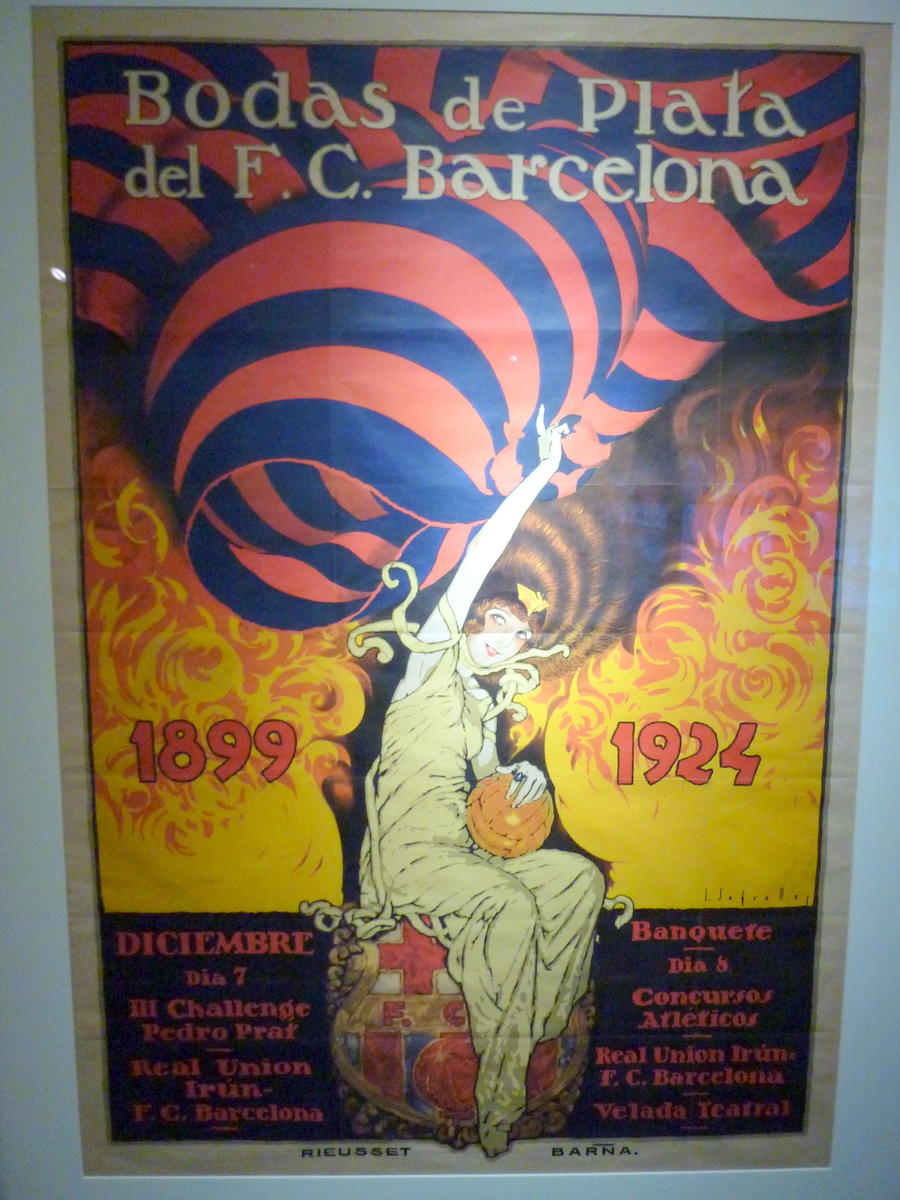 Bodas de Plata
del F. C. Barcelona
1899
1924
DICIEMBRE
Dia 7
III Challenge
Pedro Prat
Real Union
Irún-
F. C. Barcelona
Banquete
Dia 8
Concursos
Atléticos
Real Union Irún-
F. C. Barcelona
Velada Teatral
F. C.
RIEUSSET BARÑA.